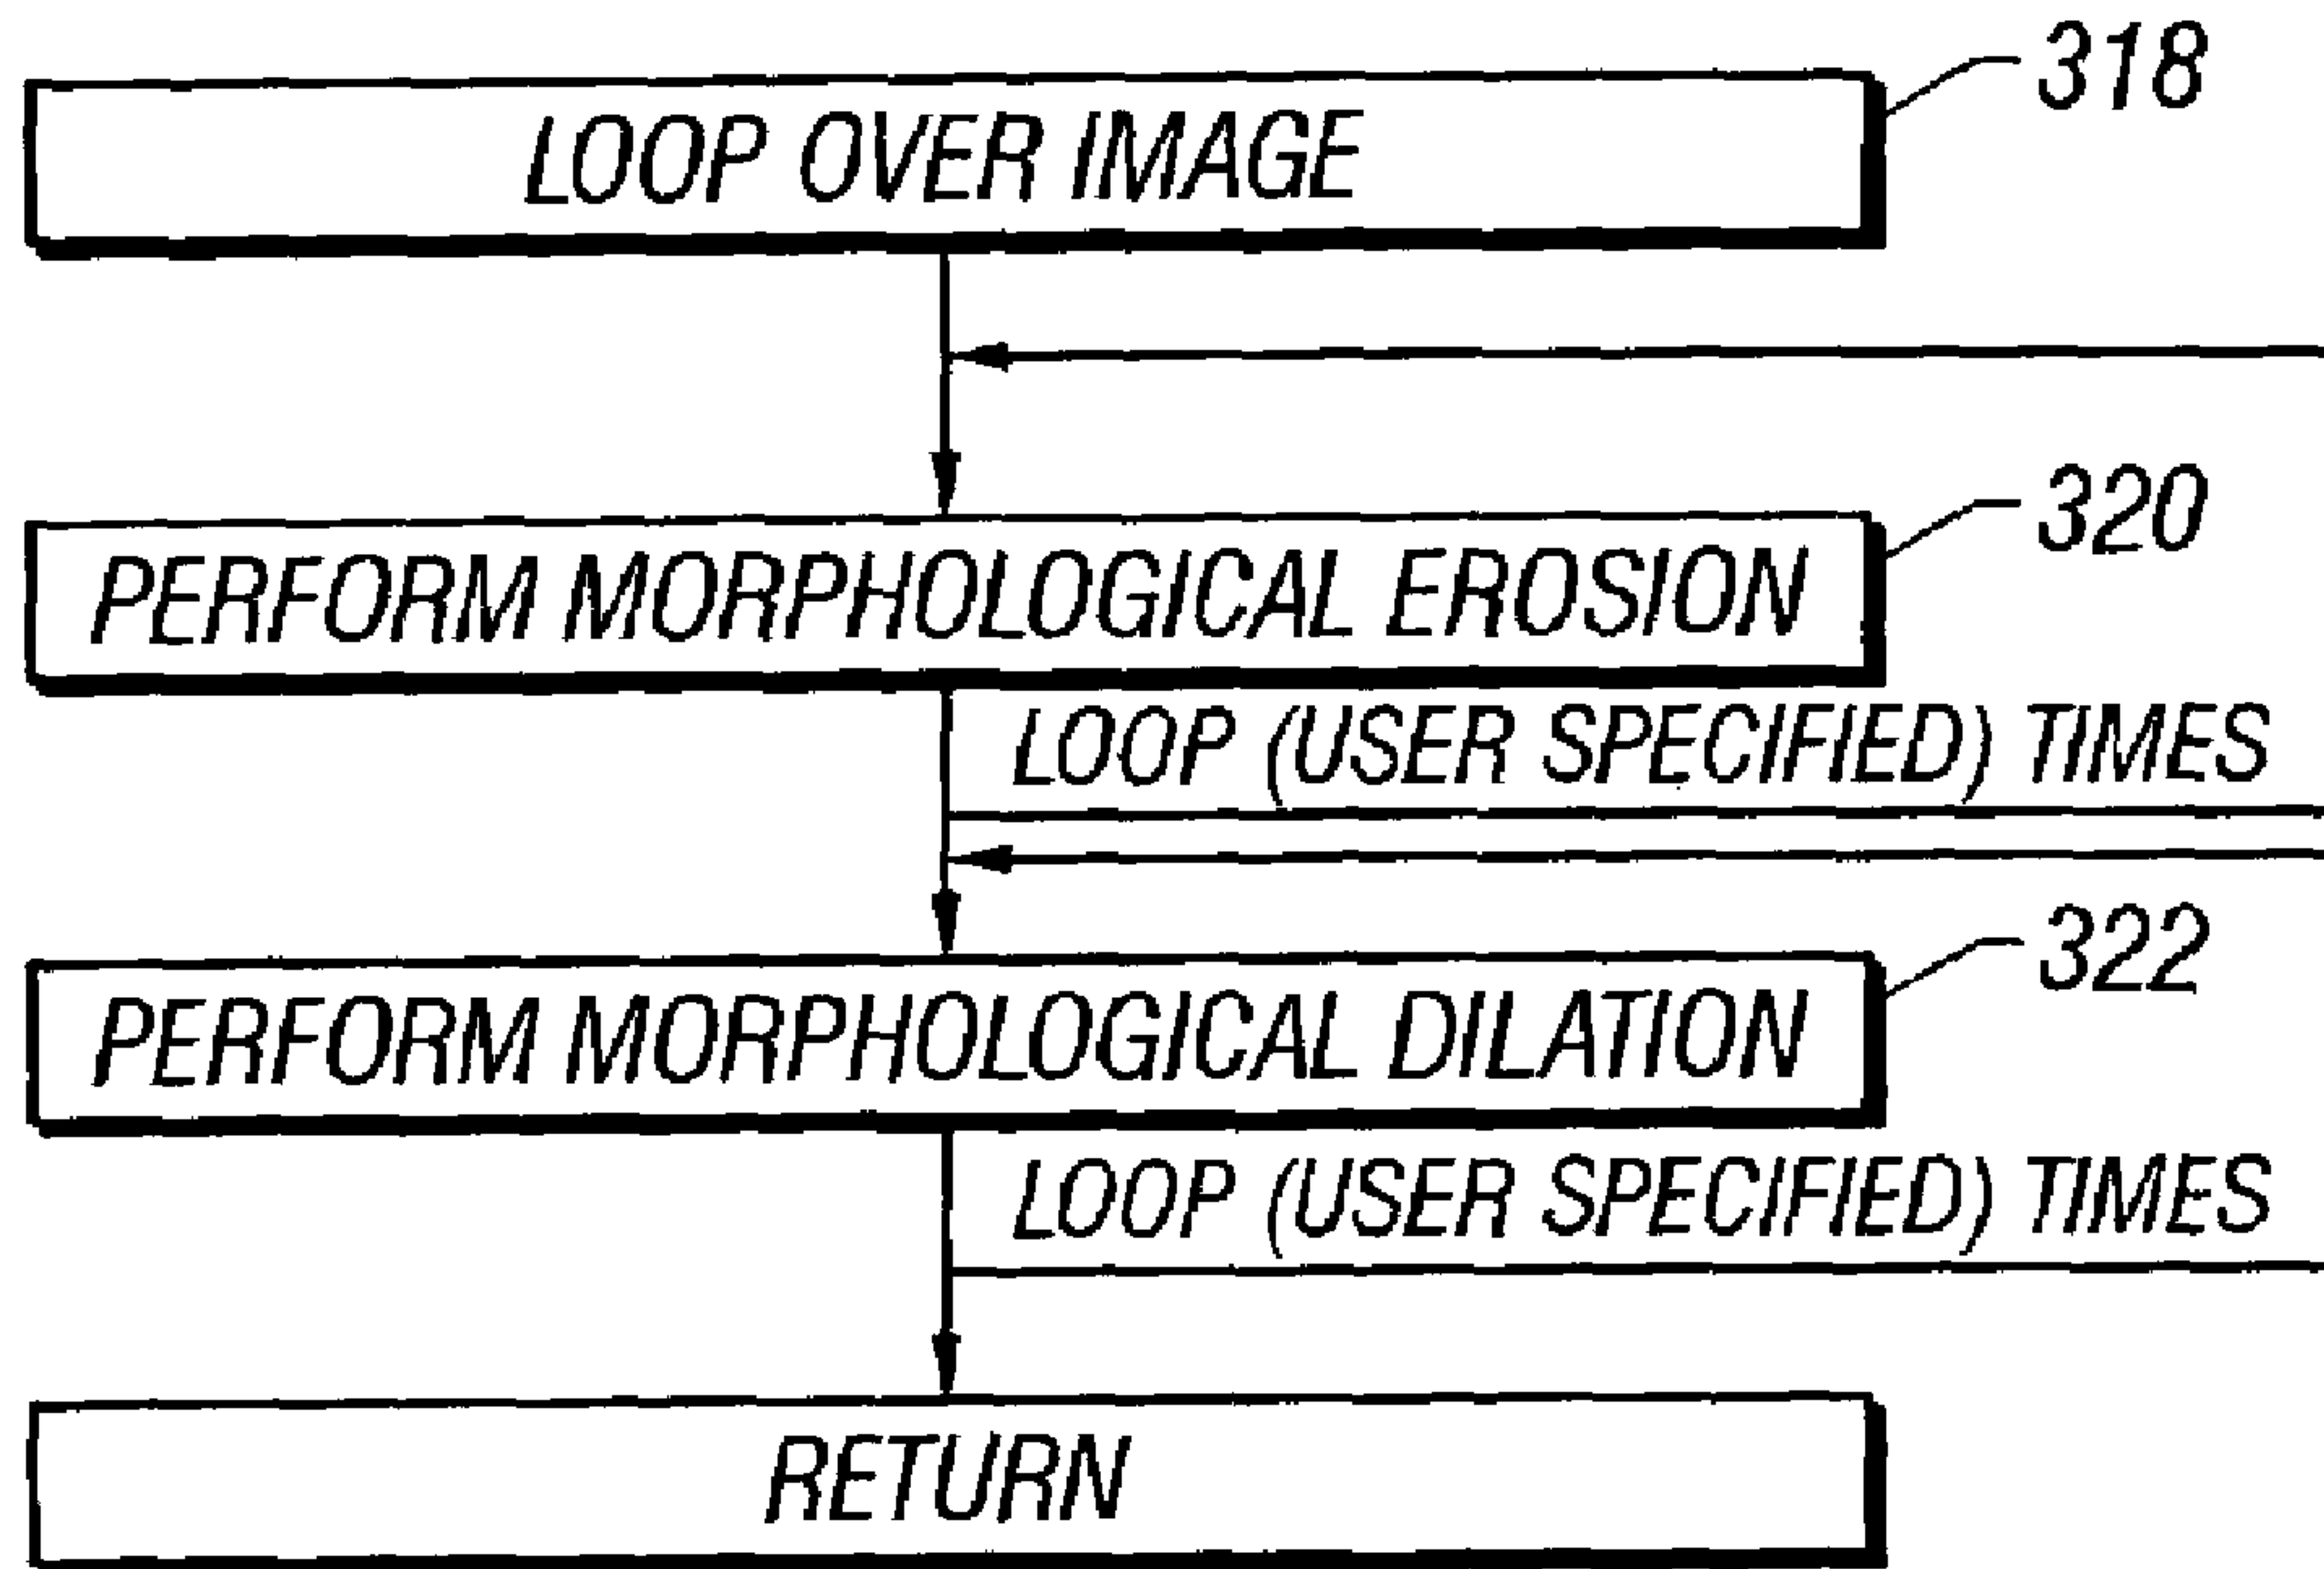 318
LOOP OVER IMAGE
320
PERFORM MORPHOLOGICAL EROSION
LOOP (USER SPECIFIED) TIMES
322
PERFORM MORPHOLOGICAL DILATION
LOOP (USER SPECIFIED) TIMES
RETURN